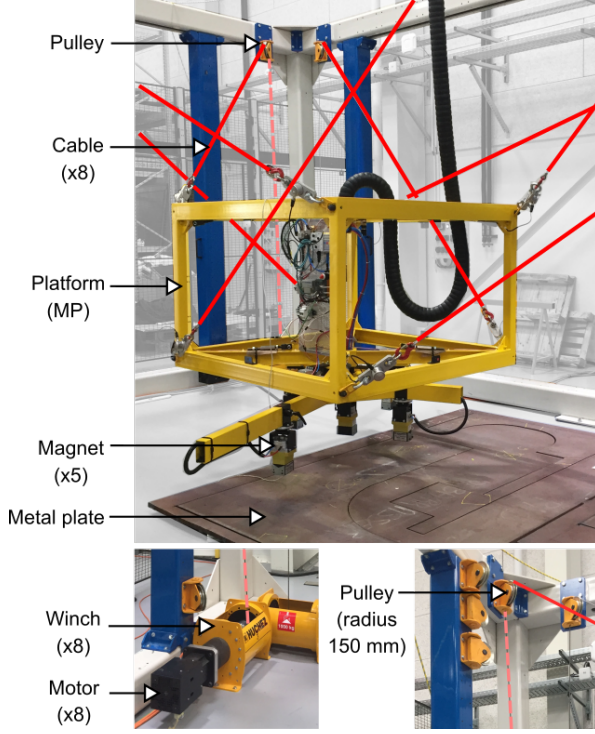 Pulley
Cable
(x8)
Platform
(MP)
Magnet
(x5)
Metal plate
Winch
(x8)
HUCHEZ
Motor
(x8)
Pulley
(radius
150 mm)